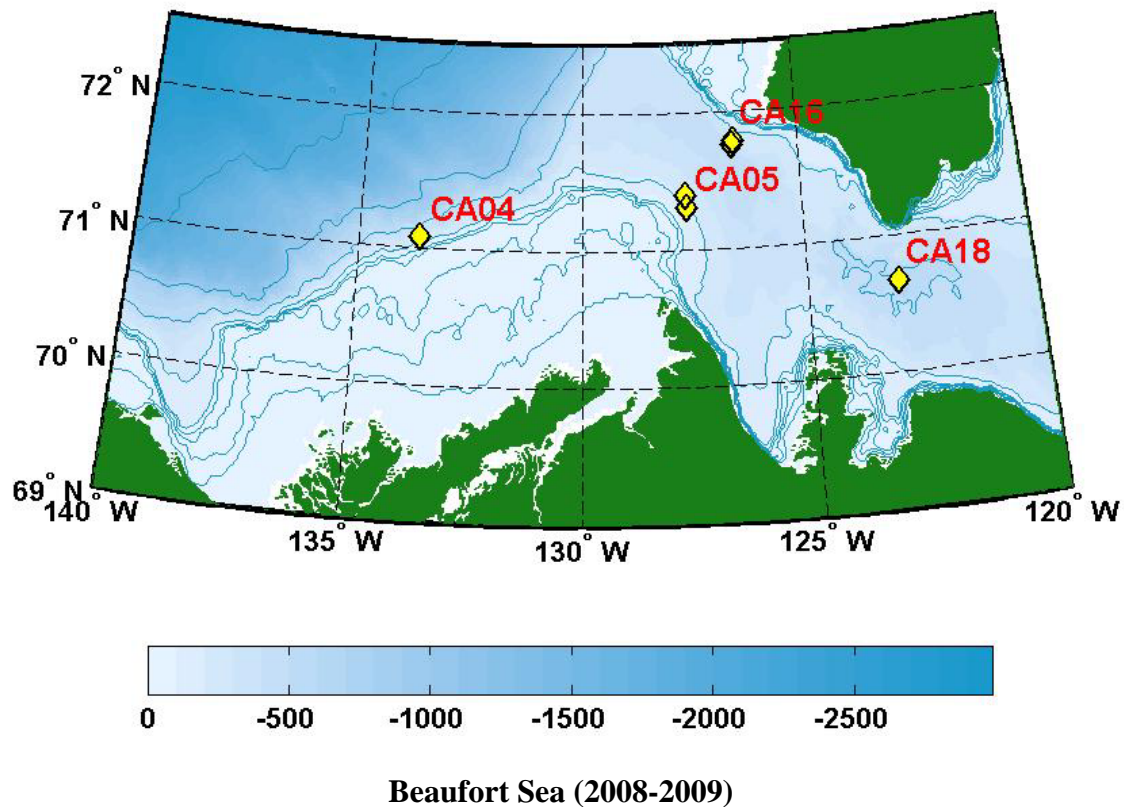 72° N
CA16
CA05
71° N
CA04
CA18
70° N
69° N
140° W
120° W
135° W
125° W
130° W
0 -500 -1000 -1500 -2000 -2500
Beaufort Sea (2008-2009)